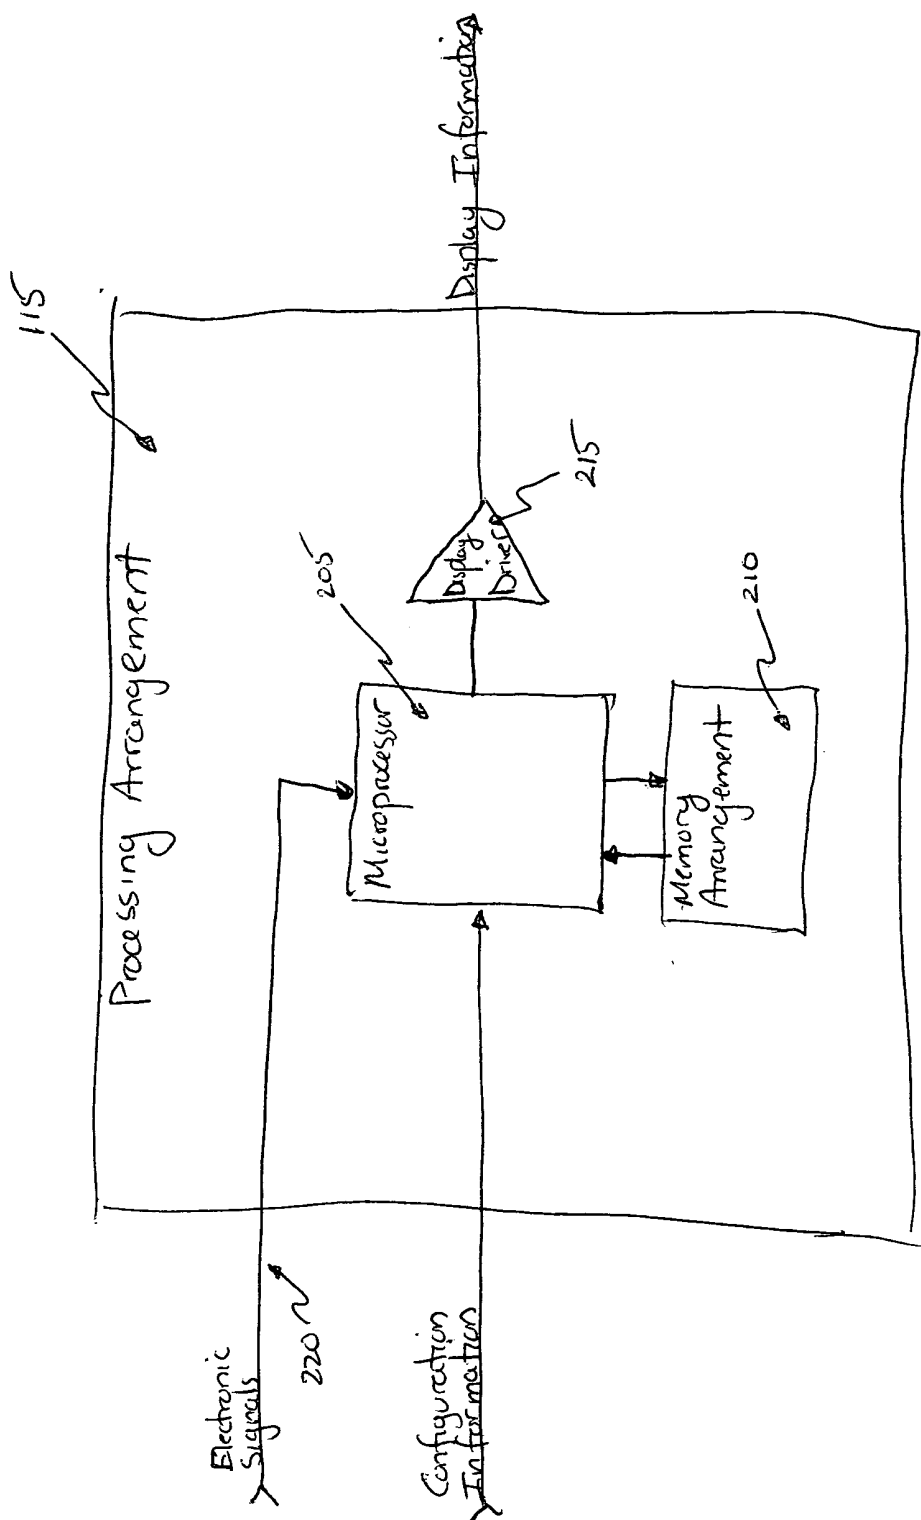 115
Processing Arrangement
205
Microprocessor
Display
Driver
215
Display Information
210
Memory
Arrangement
Electronic
Signals
220
Configuration
Information